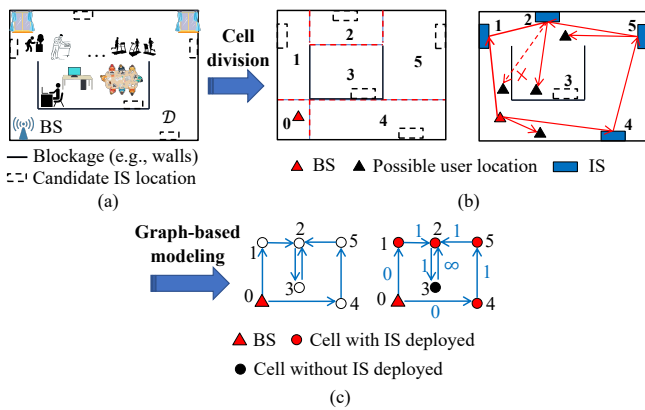 BS
𝒟
Blockage (e.g., walls)
Candidate IS location
(a)
Cell
division
1
2
3
5
0
4
1
2
5
3
4
BS
Possible user location
IS
(b)
Graph-based
modeling
1
2
5
0
3
4
1
1
2
1
5
0
1
∞
1
0
3
4
0
BS
Cell with IS deployed
Cell without IS deployed
(c)